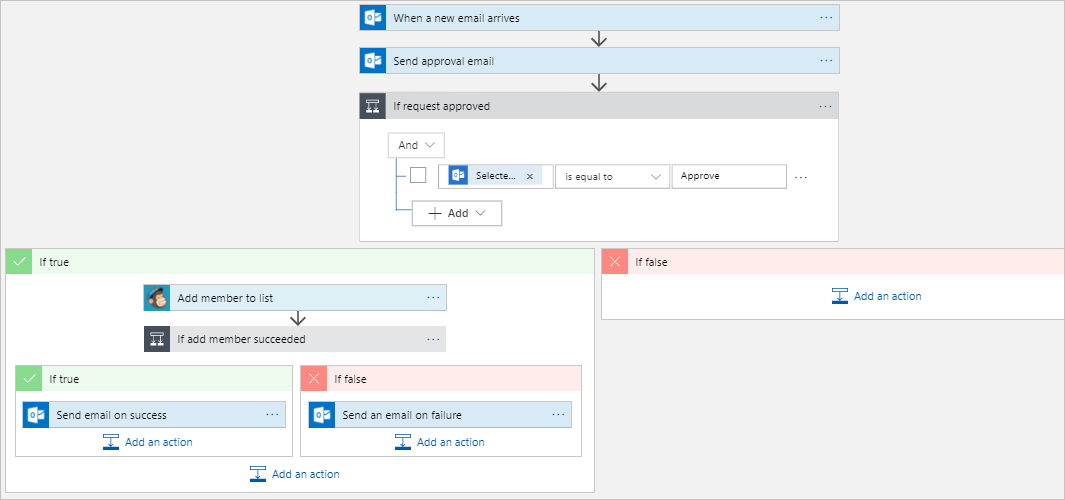 When a new email arrives
Send approval email
If request approved
And
Selecte... × is equal to Approve
Add
If true
If false
Add an action
Add member to list
If add member succeeded
If true
If false
Send email on success
Send an email on failure
Add an action
Add an action
Add an action